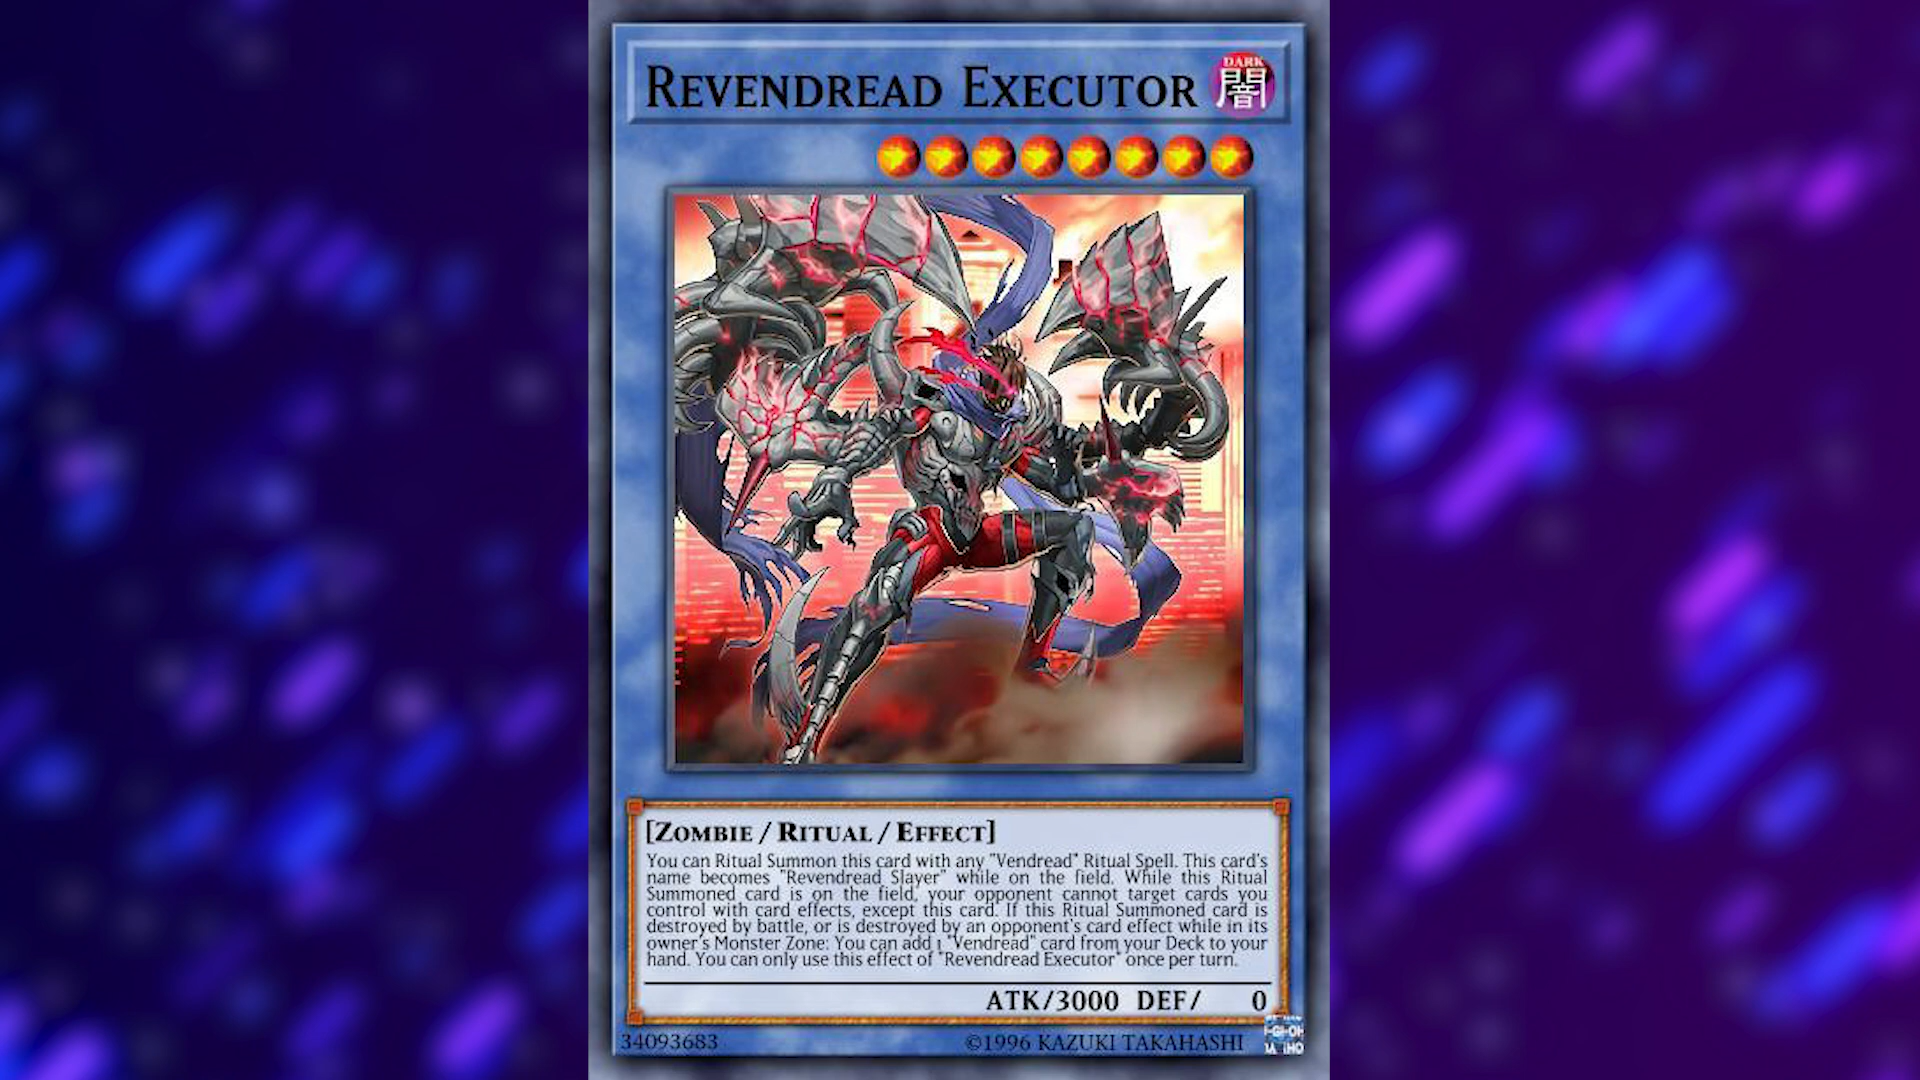 REVENDREAD EXECUTOR
DARK
闇
[ZOMBIE / RITUAL / EFFECT]
You can Ritual Summon this card with any "Vendread" Ritual Spell. This card's
name becomes "Revendread Slayer" while on the field. While this Ritual
Summoned card is on the field, your opponent cannot target cards you
control with card effects, except this card. If this Ritual Summoned card is
destroyed by battle, or is destroyed by an opponent's card effect while in its
owner's Monster Zone: You can add 1 "Vendread" card from your Deck to your
hand. You can only use this effect of "Revendread Executor" once per turn.
ATK/3000 DEF/ 0
34093683 ©1996 KAZUKI TAKAHASHI